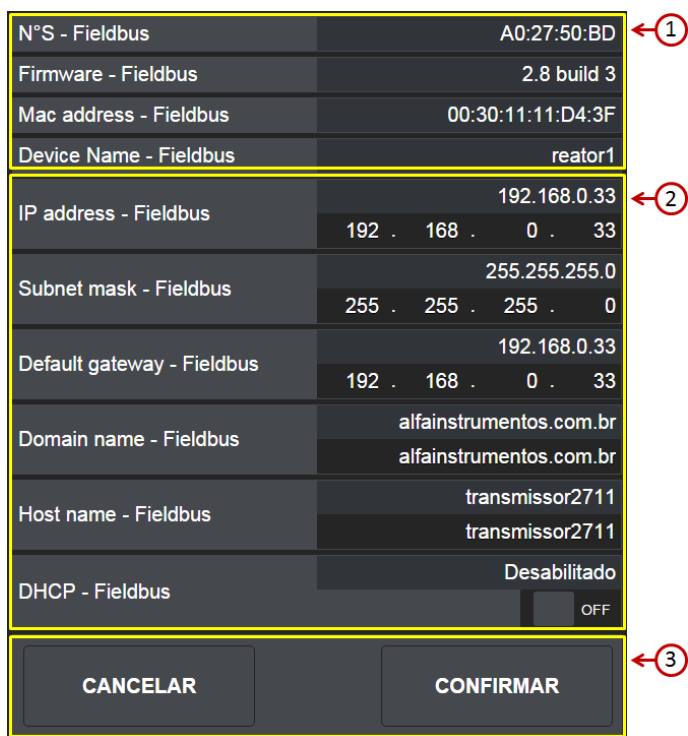 N°S - Fieldbus A0:27:50:BD 1
Firmware - Fieldbus 2.8 build 3
Mac address - Fieldbus 00:30:11:11:D4:3F
Device Name - Fieldbus reator1
IP address - Fieldbus 192.168.0.33 2
192 . 168 . 0 . 33
Subnet mask - Fieldbus 255.255.255.0
255 . 255 . 255 . 0
Default gateway - Fieldbus 192.168.0.33
192 . 168 . 0 . 33
Domain name - Fieldbus alfainstrumentos.com.br
alfainstrumentos.com.br
Host name - Fieldbus transmissor2711
transmissor2711
DHCP - Fieldbus Desabilitado
OFF
CANCELAR CONFIRMAR 3